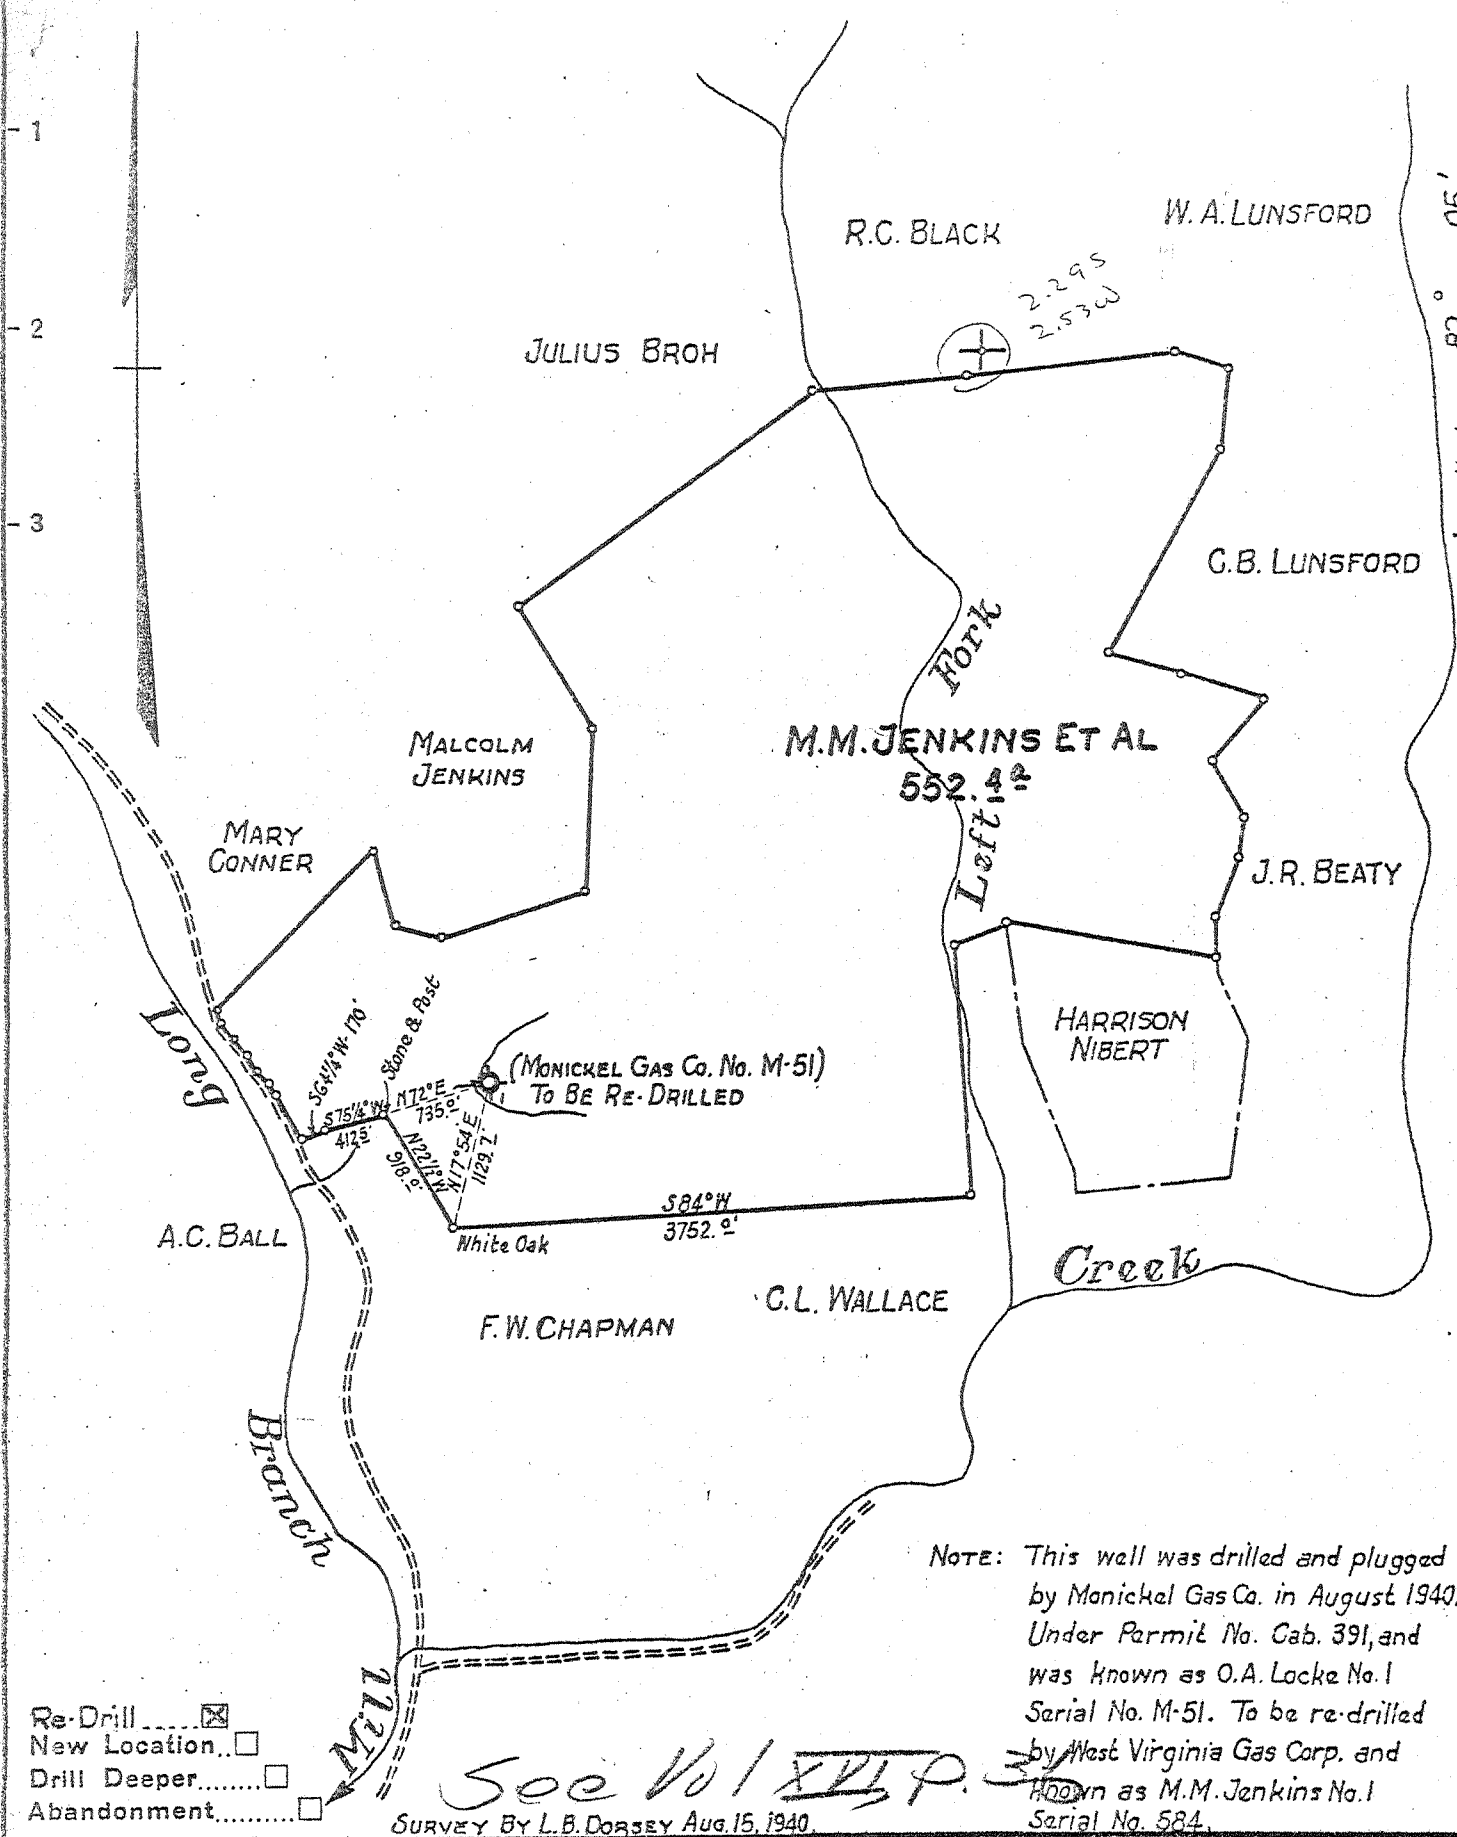 1
2
3
R.C. BLACK
W. A. LUNSFORD
2.29S
2.53W
JULIUS BROH
C.B. LUNSFORD
Left Fork
M.M. JENKINS ET AL
552.4a
MALCOLM
JENKINS
MARY
CONNER
J.R. BEATY
HARRISON
NIBERT
Long
S64¼°W-170'
Stone & Post
(MONICKEL GAS CO. No. M-51)
TO BE RE-DRILLED
S75¼°W
412.5'
N72°E
735.0'
N22½°W
918.0'
N17°54'E
1129.7
S84°W
3752.0'
White Oak
A.C. BALL
F.W. CHAPMAN
C.L. WALLACE
Creek
Branch
Mill
NOTE: This well was drilled and plugged
by Monickel Gas Co. in August 1940.
Under Permit No. Cab. 391, and
was known as O.A. Locke No. 1
Serial No. M-51. To be re-drilled
by West Virginia Gas Corp. and
known as M.M. Jenkins No. 1
Serial No. 584.
Re-Drill
New Location
Drill Deeper
Abandonment
See Vol XVI, P.
SURVEY BY L.B. DORSEY AUG. 15, 1940.